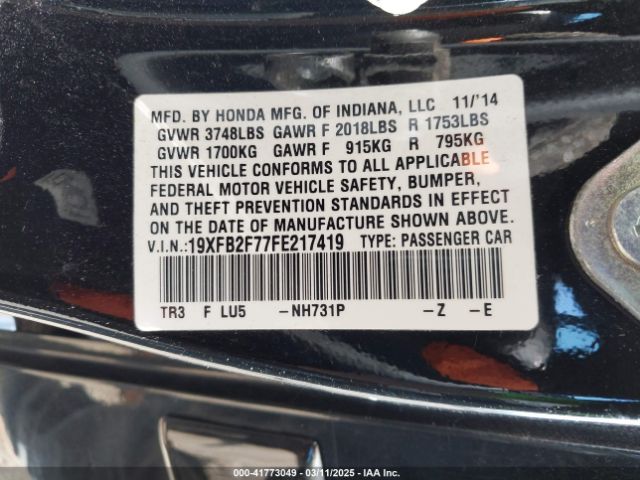 MFD. BY HONDA MFG. OF INDIANA, LLC 11/'14
GVWR 3748LBS GAWR F 2018LBS R 1753LBS
GVWR 1700KG GAWR F 915KG R 795KG
THIS VEHICLE CONFORMS TO ALL APPLICABLE
FEDERAL MOTOR VEHICLE SAFETY, BUMPER,
AND THEFT PREVENTION STANDARDS IN EFFECT
ON THE DATE OF MANUFACTURE SHOWN ABOVE.
V.I.N.:19XFB2F77FE217419 TYPE: PASSENGER CAR
TR3 F LU5 -NH731P -Z -E
000-41773049 - 03/11/2025 - IAA Inc.